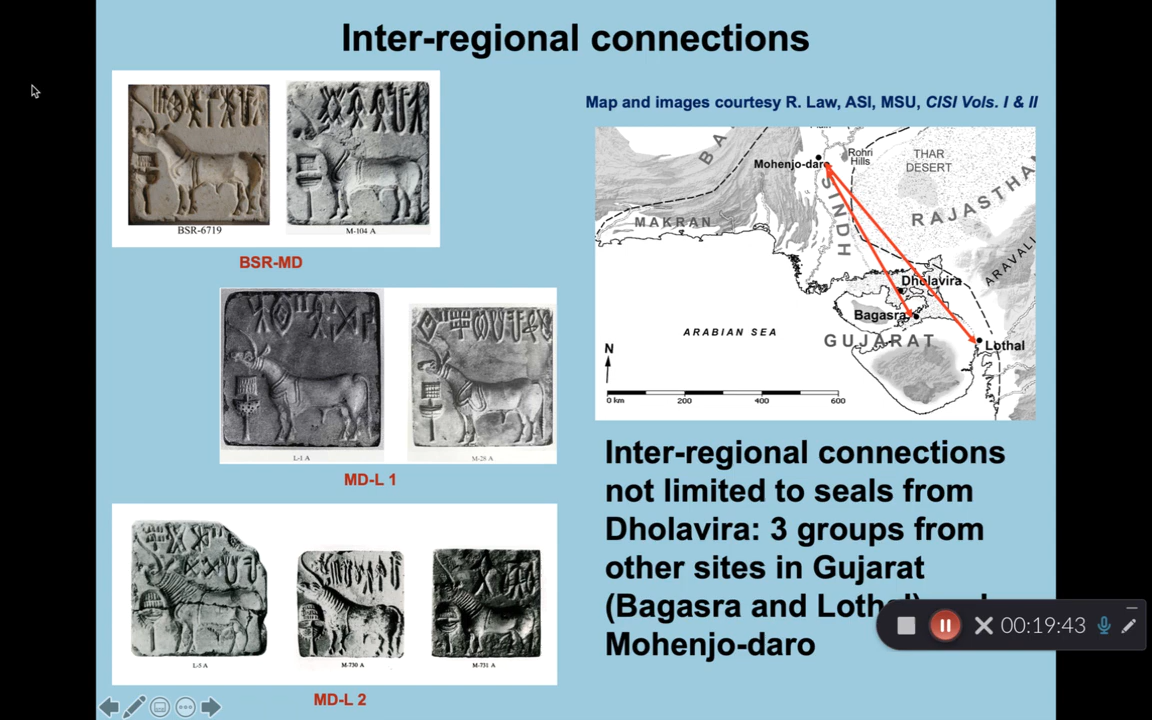 Inter-regional connections
Map and images courtesy R. Law, ASI, MSU, CISI Vols. I & II
BSR-6719
M-104 A
BSR-MD
L-1 A
M-28 A
MD-L 1
L-5 A
M-730 A
M-731 A
MD-L 2
Mohenjo-daro
Rohri
Hills
THAR
DESERT
BA
SINDH
RAJASTHA
MAKRAN
ARAVALI
Dholavira
Bagasra
ARABIAN SEA
GUJARAT
Lothal
N
0 km 200 400 600
Inter-regional connections
not limited to seals from
Dholavira: 3 groups from
other sites in Gujarat
(Bagasra and
Mohenjo-daro
00:19:43